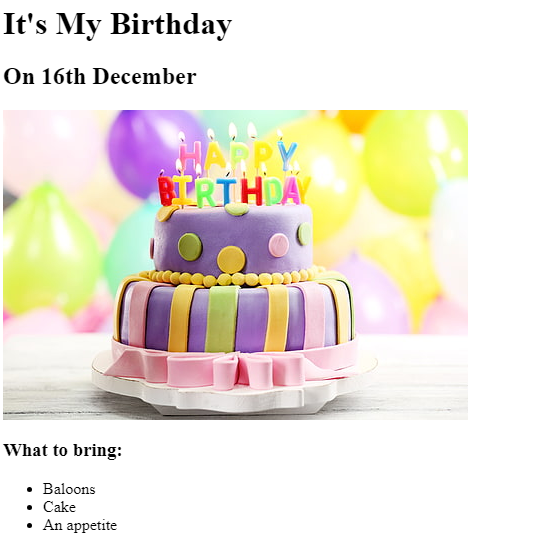 It's My Birthday
On 16th December
HAPPY
BIRTHDAY
What to bring:
Baloons
Cake
An appetite